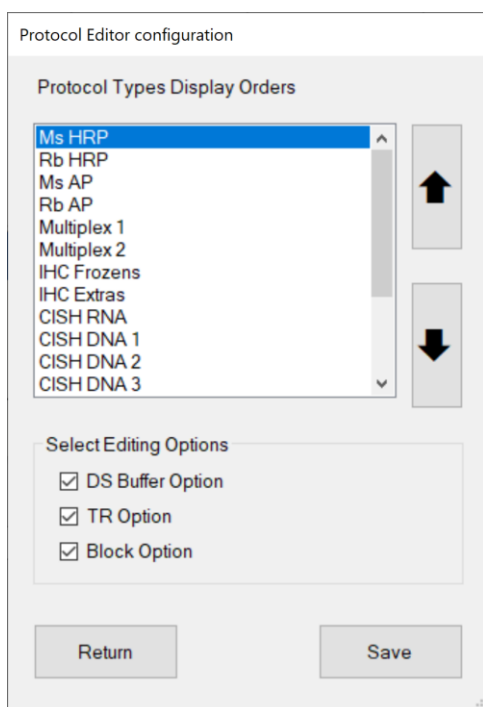 Protocol Editor configuration
Protocol Types Display Orders
Ms HRP
Rb HRP
Ms AP
Rb AP
Multiplex 1
Multiplex 2
IHC Frozens
IHC Extras
CISH RNA
CISH DNA 1
CISH DNA 2
CISH DNA 3
Select Editing Options
DS Buffer Option
TR Option
Block Option
Return
Save